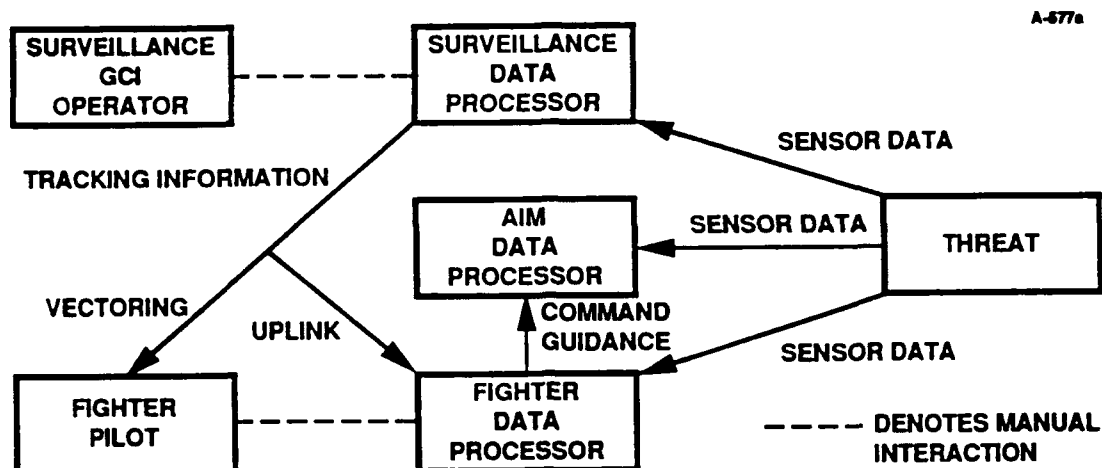 A-677a
SURVEILLANCE
GCI
OPERATOR
SURVEILLANCE
DATA
PROCESSOR
SENSOR DATA
TRACKING INFORMATION
AIM
DATA
PROCESSOR
SENSOR DATA
THREAT
VECTORING
UPLINK
COMMAND
GUIDANCE
SENSOR DATA
FIGHTER
PILOT
FIGHTER
DATA
PROCESSOR
DENOTES MANUAL
INTERACTION